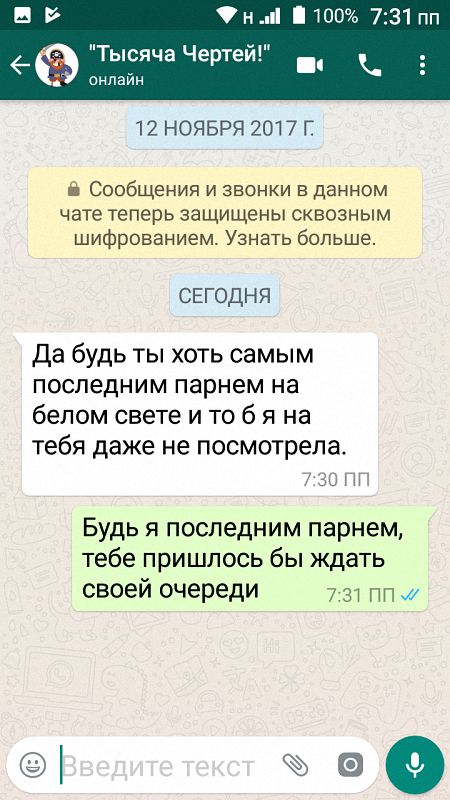 H 100% 7:31 пп
"Тысяча Чертей!"
онлайн
12 НОЯБРЯ 2017 Г.
Сообщения и звонки в данном
чате теперь защищены сквозным
шифрованием. Узнать больше.
СЕГОДНЯ
Да будь ты хоть самым
последним парнем на
белом свете и то б я на
тебя даже не посмотрела.
7:30 ПП
Будь я последним парнем,
тебе пришлось бы ждать
своей очереди
7:31 ПП
Введите текст